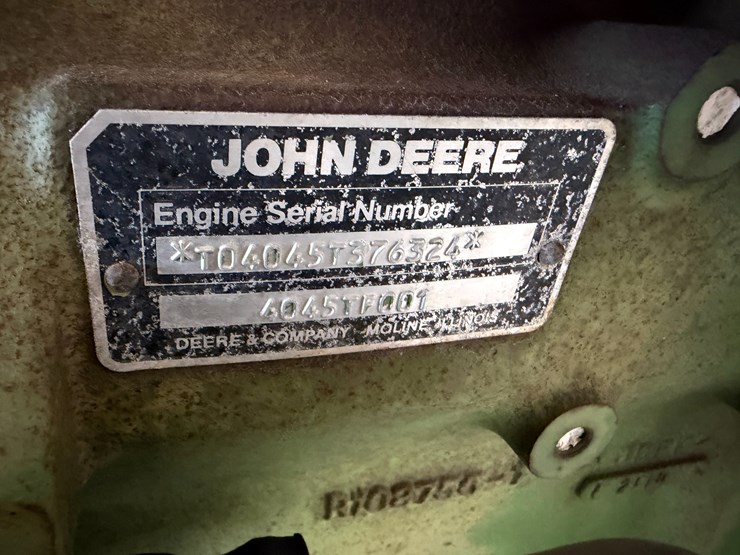 JOHN DEERE
Engine Serial Number
*T04045T376324*
4045TF001
DEERE & COMPANY MOLINE, ILLINOIS